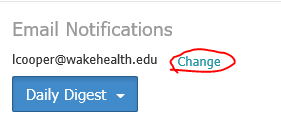 Email Notifications
lcooper@wakehealth.edu Change
Daily Digest